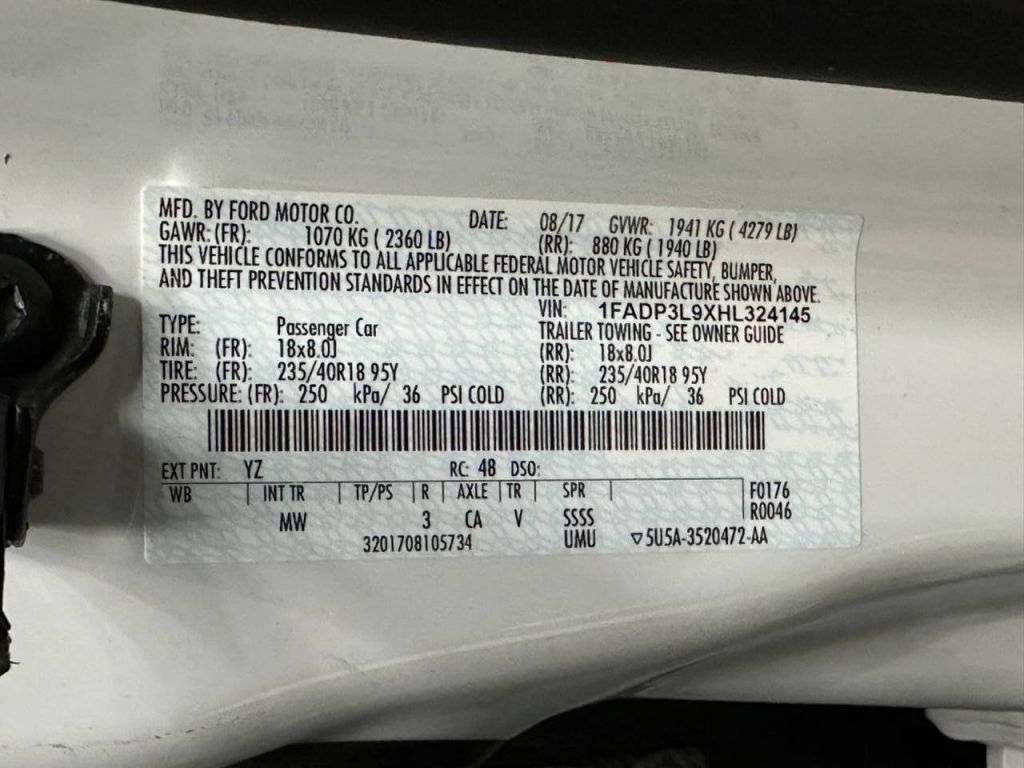 MFD. BY FORD MOTOR CO. DATE: 08/17 GVWR: 1941 KG ( 4279 LB)
GAWR: (FR): 1070 KG ( 2360 LB) (RR): 880 KG ( 1940 LB)
THIS VEHICLE CONFORMS TO ALL APPLICABLE FEDERAL MOTOR VEHICLE SAFETY, BUMPER,
AND THEFT PREVENTION STANDARDS IN EFFECT ON THE DATE OF MANUFACTURE SHOWN ABOVE.
VIN: 1FADP3L9XHL324145
TYPE: Passenger Car TRAILER TOWING - SEE OWNER GUIDE
RIM: (FR): 18x8.0J (RR): 18x8.0J
TIRE: (FR): 235/40R18 95Y (RR): 235/40R18 95Y
PRESSURE: (FR): 250 kPa/ 36 PSI COLD (RR): 250 kPa/ 36 PSI COLD
EXT PNT: YZ RC: 48 DSO:
WB INT TR TP/PS R AXLE TR SPR F0176
MW 3 CA V SSSS R0046
3201708105734 UMU ▽5U5A-3520472-AA